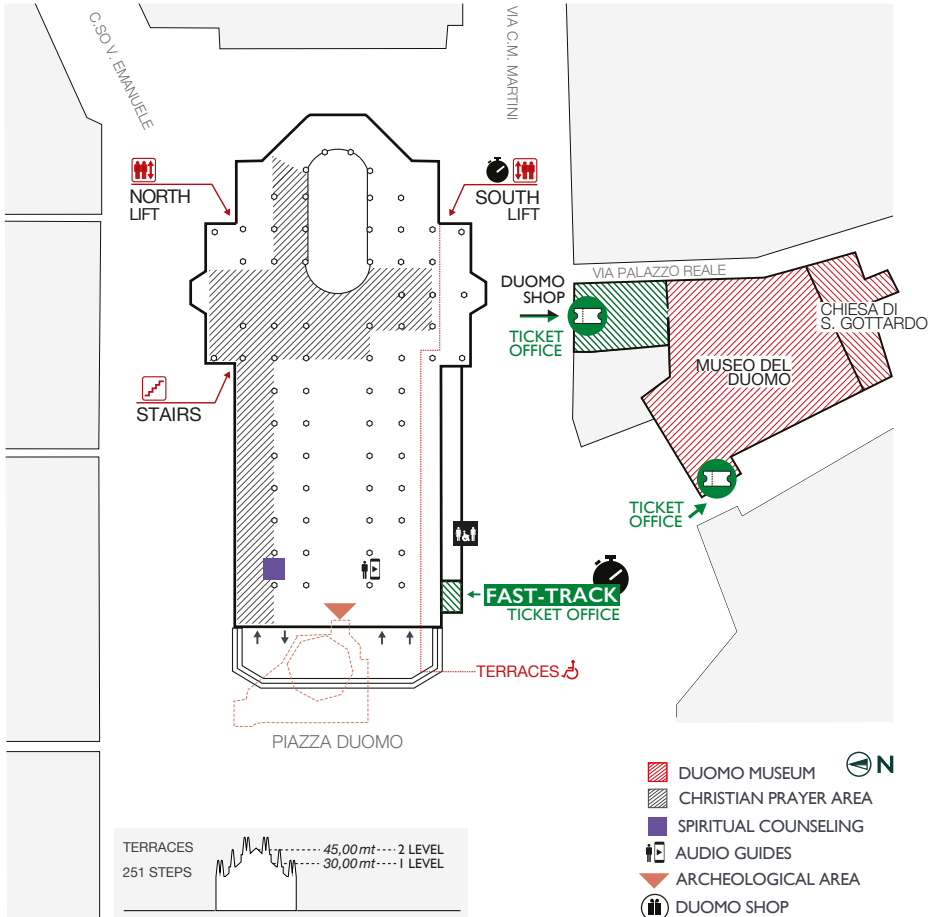 C.SO V. EMANUELE
VIA C.M. MARTINI
NORTH
LIFT
SOUTH
LIFT
VIA PALAZZO REALE
DUOMO
SHOP
TICKET
OFFICE
CHIESA DI
S. GOTTARDO
MUSEO DEL
DUOMO
STAIRS
TICKET
OFFICE
FAST-TRACK
TICKET OFFICE
TERRACES
PIAZZA DUOMO
N
DUOMO MUSEUM
CHRISTIAN PRAYER AREA
SPIRITUAL COUNSELING
AUDIO GUIDES
ARCHEOLOGICAL AREA
DUOMO SHOP
TERRACES
251 STEPS
45,00 mt 2 LEVEL
30,00 mt 1 LEVEL